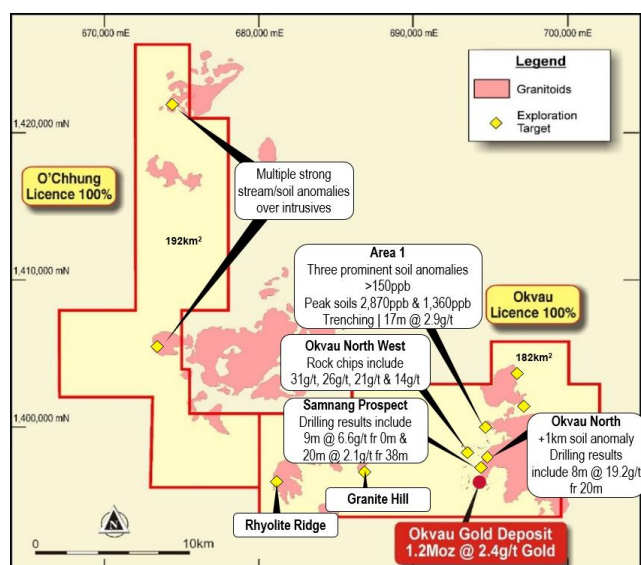 670,000 mE
680,000 mE
690,000 mE
700,000 mE
Legend
Granitoids
Exploration
Target
1,420,000 mN
O'Chhung
Licence 100%
Multiple strong
stream/soil anomalies
over intrusives
192km²
Area 1
Three prominent soil anomalies
>150ppb
Peak soils 2,870ppb & 1,360ppb
Trenching | 17m @ 2.9g/t
1,410,000 mN
Okvau
Licence 100%
Okvau North West
Rock chips include
31g/t, 26g/t, 21g/t & 14g/t
182km²
Samnang Prospect
Drilling results include
9m @ 6.6g/t fr 0m &
20m @ 2.1g/t fr 38m
1,400,000 mN
Okvau North
+1km soil anomaly
Drilling results
include 8m @ 19.2g/t
fr 20m
Granite Hill
Rhyolite Ridge
Okvau Gold Deposit
1.2Moz @ 2.4g/t Gold
N
0
10km